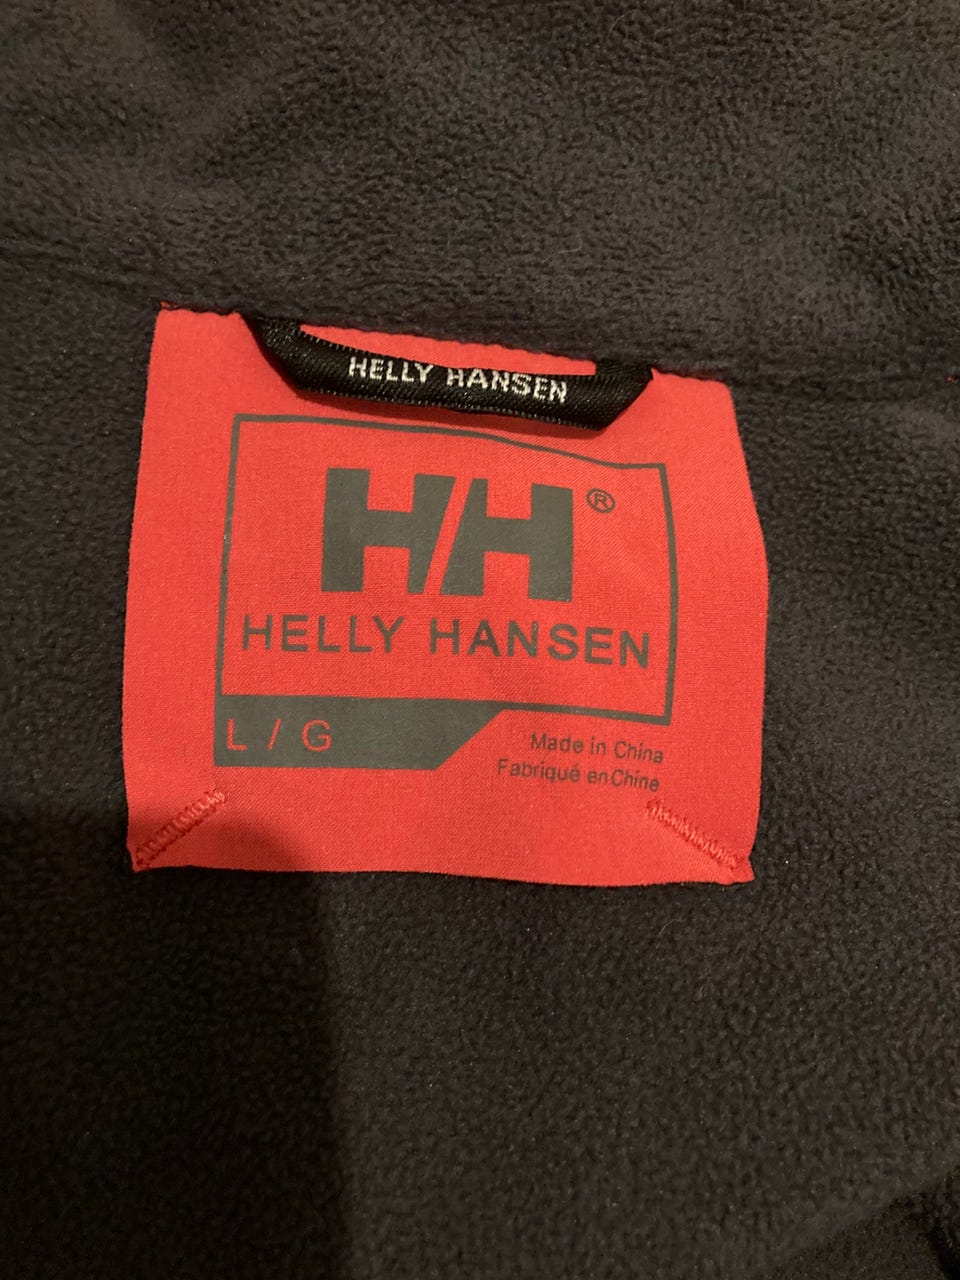 HELLY HANSEN
HH®
HELLY HANSEN
L / G
Made in China
Fabriqué en Chine